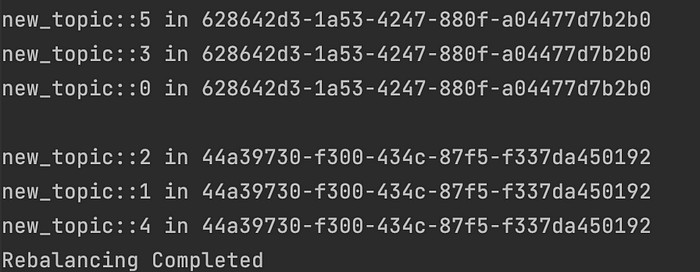 new_topic::5 in 628642d3-1a53-4247-880f-a04477d7b2b0
new_topic::3 in 628642d3-1a53-4247-880f-a04477d7b2b0
new_topic::0 in 628642d3-1a53-4247-880f-a04477d7b2b0
new_topic::2 in 44a39730-f300-434c-87f5-f337da450192
new_topic::1 in 44a39730-f300-434c-87f5-f337da450192
new_topic::4 in 44a39730-f300-434c-87f5-f337da450192
Rebalancing Completed